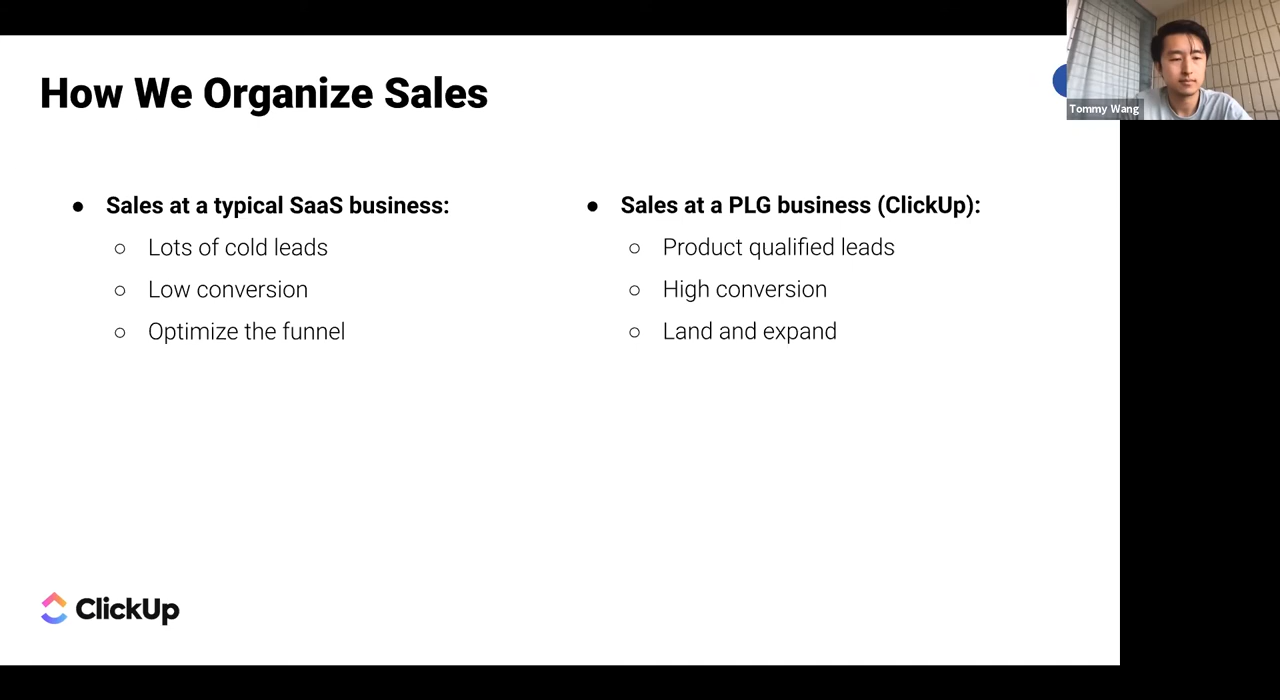 How We Organize Sales
Tommy Wang
● Sales at a typical SaaS business:
○ Lots of cold leads
○ Low conversion
○ Optimize the funnel
● Sales at a PLG business (ClickUp):
○ Product qualified leads
○ High conversion
○ Land and expand
ClickUp